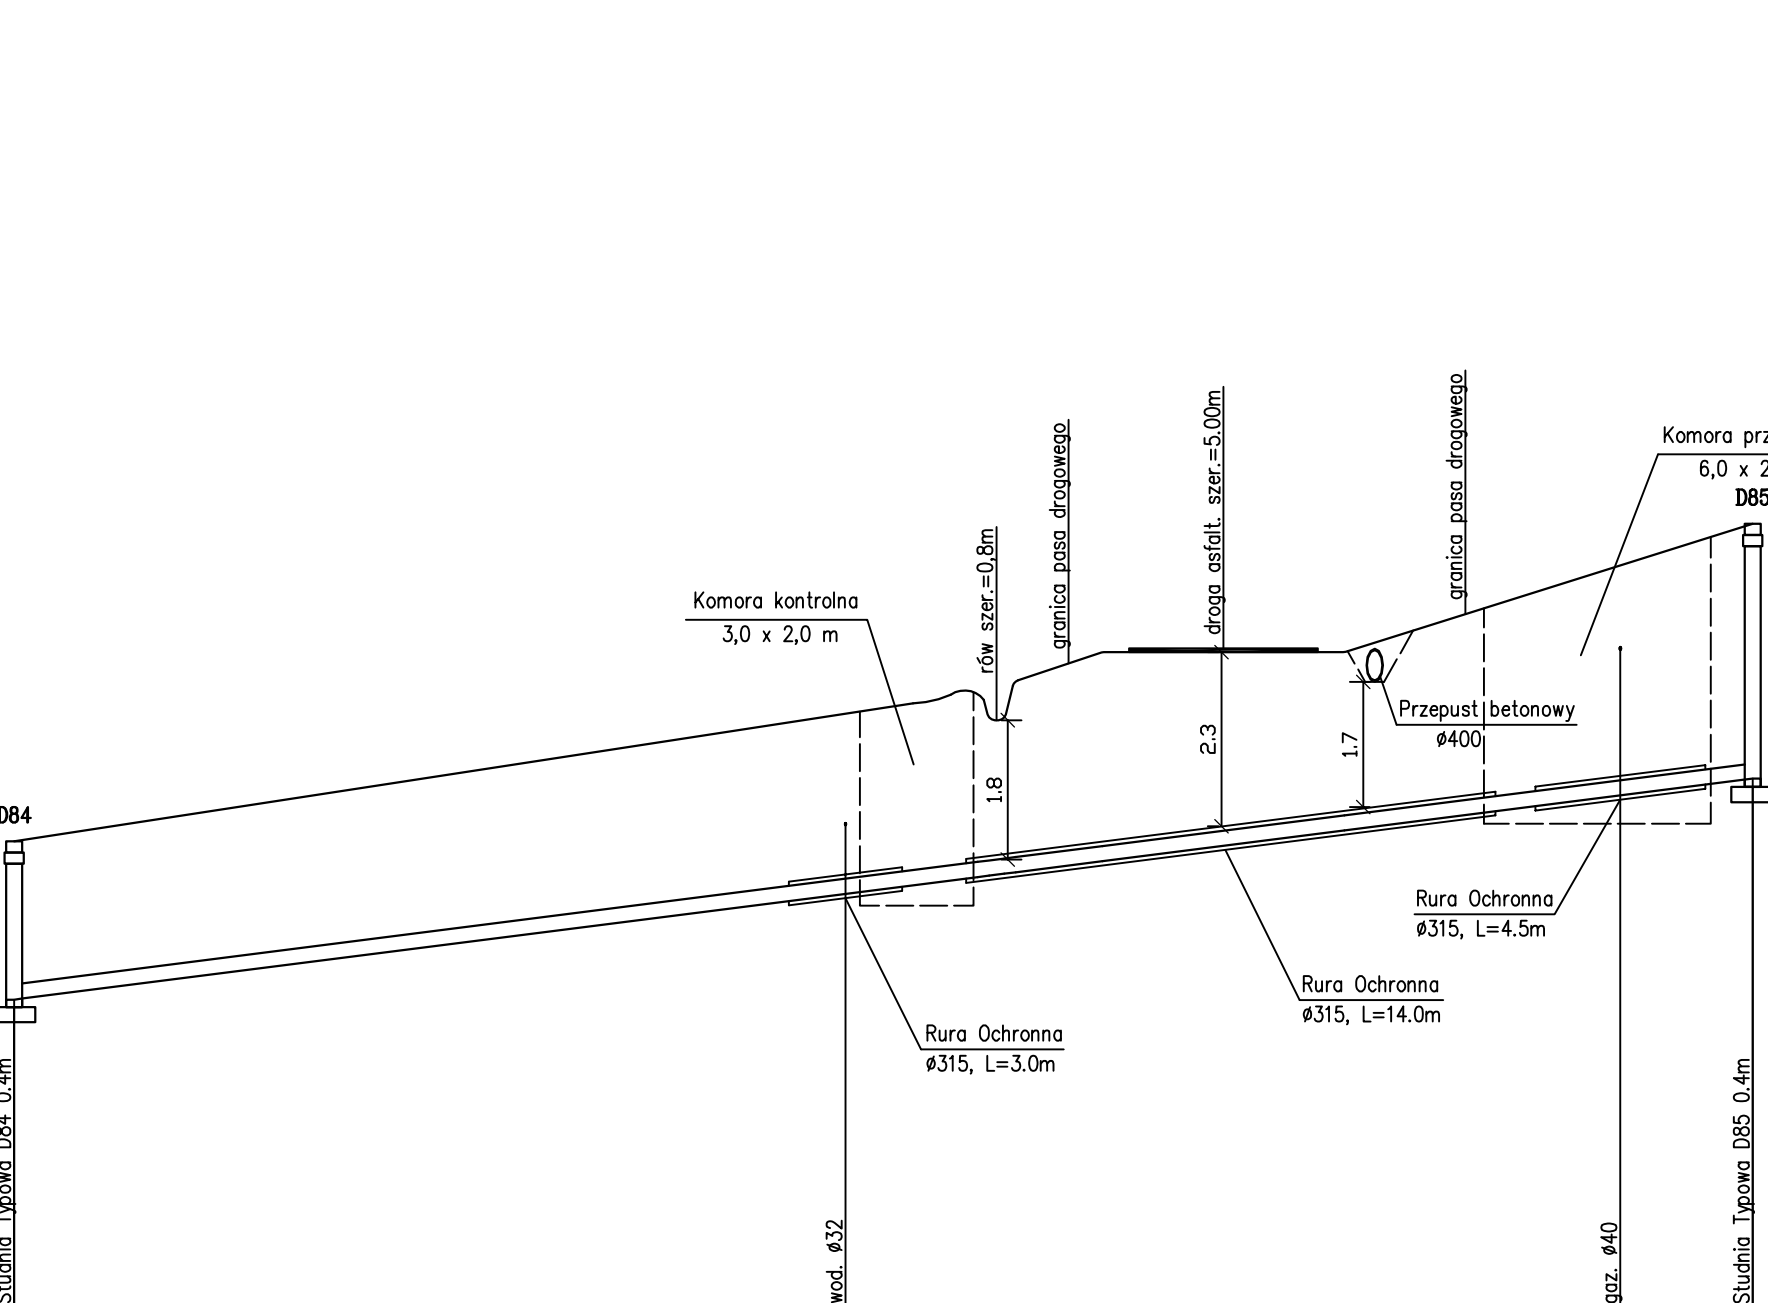 granica pasa drogowego
droga asfalt. szer.=5.00m
granica pasa drogowego
Komora
6,0 x 2
D85
rów szer.=0,8m
Komora kontrolna
3,0 x 2,0 m
Przepust betonowy
ø400
2.3
1.7
1.8
D84
Rura Ochronna
ø315, L=4.5m
Rura Ochronna
ø315, L=14.0m
Rura Ochronna
ø315, L=3.0m
Studnia Typowa D84 0.4m
wod. ø32
gaz. ø40
Studnia Typowa D85 0.4m